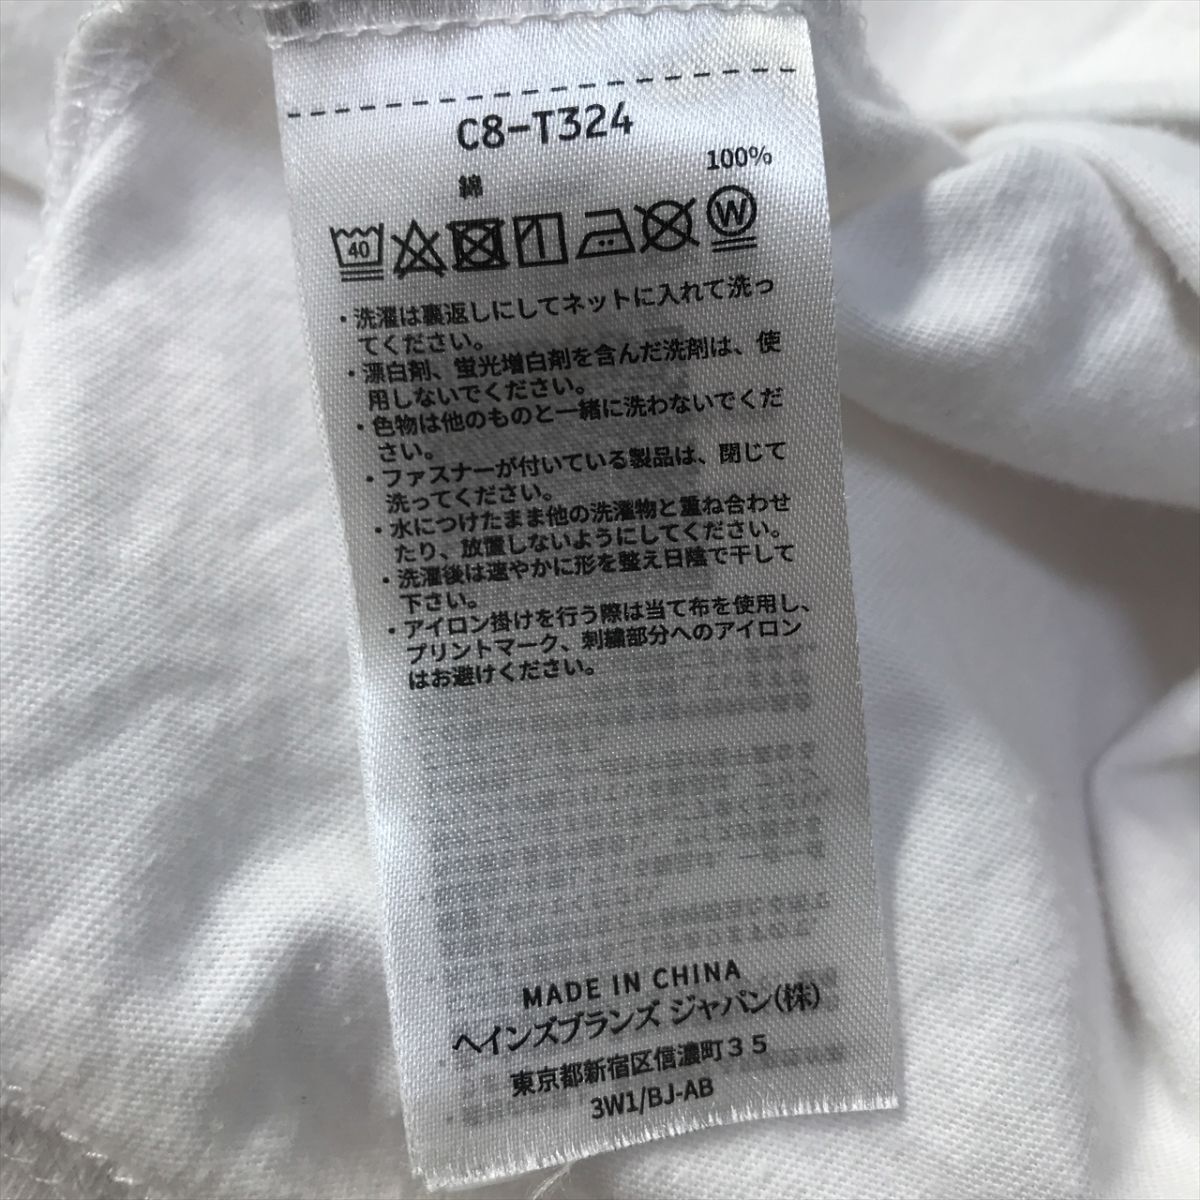 C8-T324
綿 100%
40
W
・洗濯は裏返しにしてネットに入れて洗っ
てください。
・漂白剤、蛍光増白剤を含んだ洗剤は、使
用しないでください。
・色物は他のものと一緒に洗わないでくだ
さい。
・ファスナーが付いている製品は、閉じて
洗ってください。
・水につけたまま他の洗濯物と重ね合わせ
たり、放置しないようにしてください。
・洗濯後は速やかに形を整え日陰で干して
下さい。
・アイロン掛けを行う際は当て布を使用し、
プリントマーク、刺繍部分へのアイロン
はお避けください。
MADE IN CHINA
ヘインズブランズ ジャパン(株)
東京都新宿区信濃町35
3W1/BJ-AB